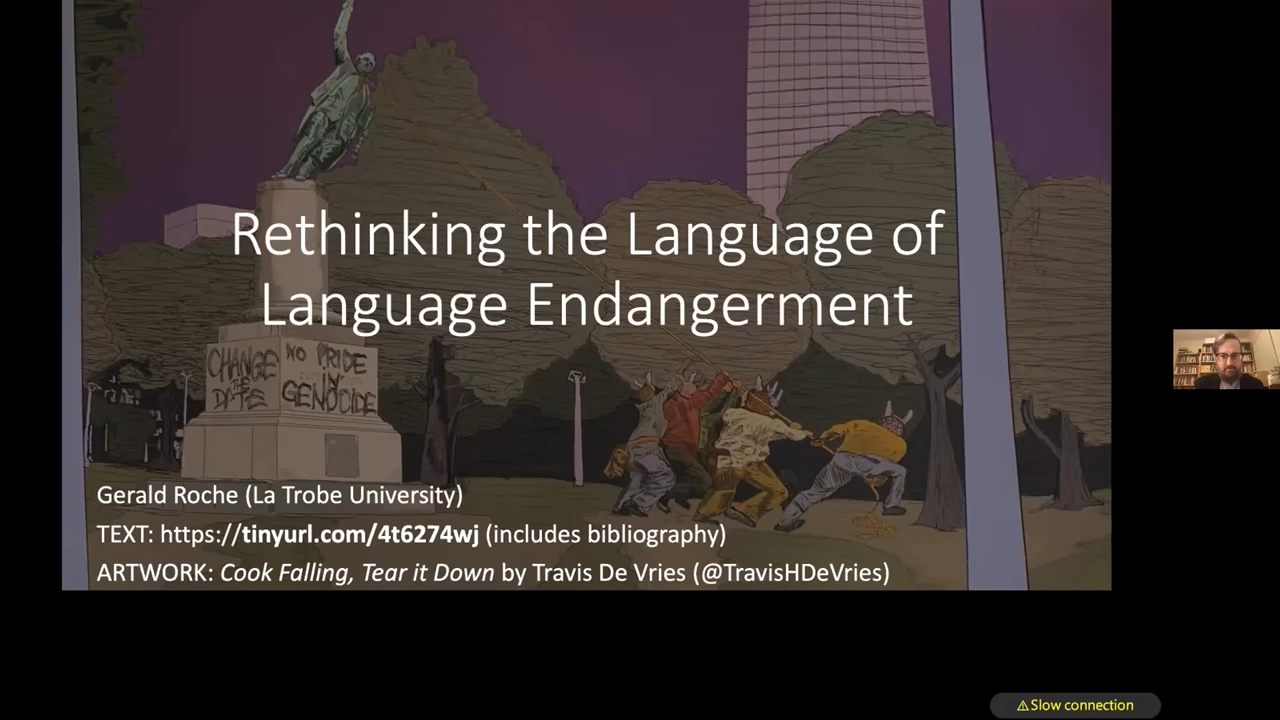 Rethinking the Language of
Language Endangerment
CHANGE
THE
DATE
NO PRIDE
IN
GENOCIDE
Gerald Roche (La Trobe University)
TEXT: https://tinyurl.com/4t6274wj (includes bibliography)
ARTWORK: Cook Falling, Tear it Down by Travis De Vries (@TravisHDeVries)
⚠Slow connection